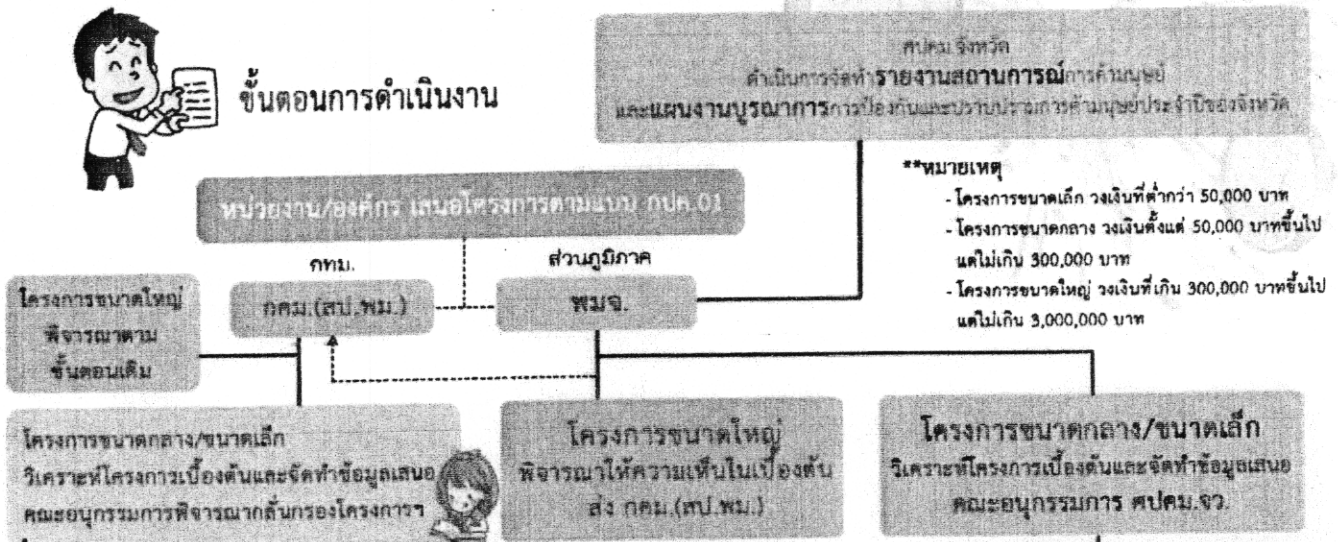 ขั้นตอนการดำเนินงาน
ศปคม.จังหวัด
ดำเนินการจัดทำรายงานสถานการณ์การค้ามนุษย์
และแผนงานบูรณาการการป้องกันและปราบปรามการค้ามนุษย์ประจำปีของจังหวัด
**หมายเหตุ
- โครงการขนาดเล็ก วงเงินที่ต่ำกว่า 50,000 บาท
- โครงการขนาดกลาง วงเงินตั้งแต่ 50,000 บาทขึ้นไป
แต่ไม่เกิน 300,000 บาท
- โครงการขนาดใหญ่ วงเงินที่เกิน 300,000 บาทขึ้นไป
แต่ไม่เกิน 3,000,000 บาท
หน่วยงาน/องค์กร เสนอโครงการตามแบบ กปค.01
กทม.
ส่วนภูมิภาค
กคม.(สป.พม.)
พมจ.
โครงการขนาดใหญ่
พิจารณาตาม
ขั้นตอนเดิม
โครงการขนาดกลาง/ขนาดเล็ก
วิเคราะห์โครงการเบื้องต้นและจัดทำข้อมูลเสนอ
คณะอนุกรรมการพิจารณากลั่นกรองโครงการฯ
โครงการขนาดใหญ่
พิจารณาให้ความเห็นในเบื้องต้น
ส่ง กคม.(สป.พม.)
โครงการขนาดกลาง/ขนาดเล็ก
วิเคราะห์โครงการเบื้องต้นและจัดทำข้อมูลเสนอ
คณะอนุกรรมการ ศปคม.จว.